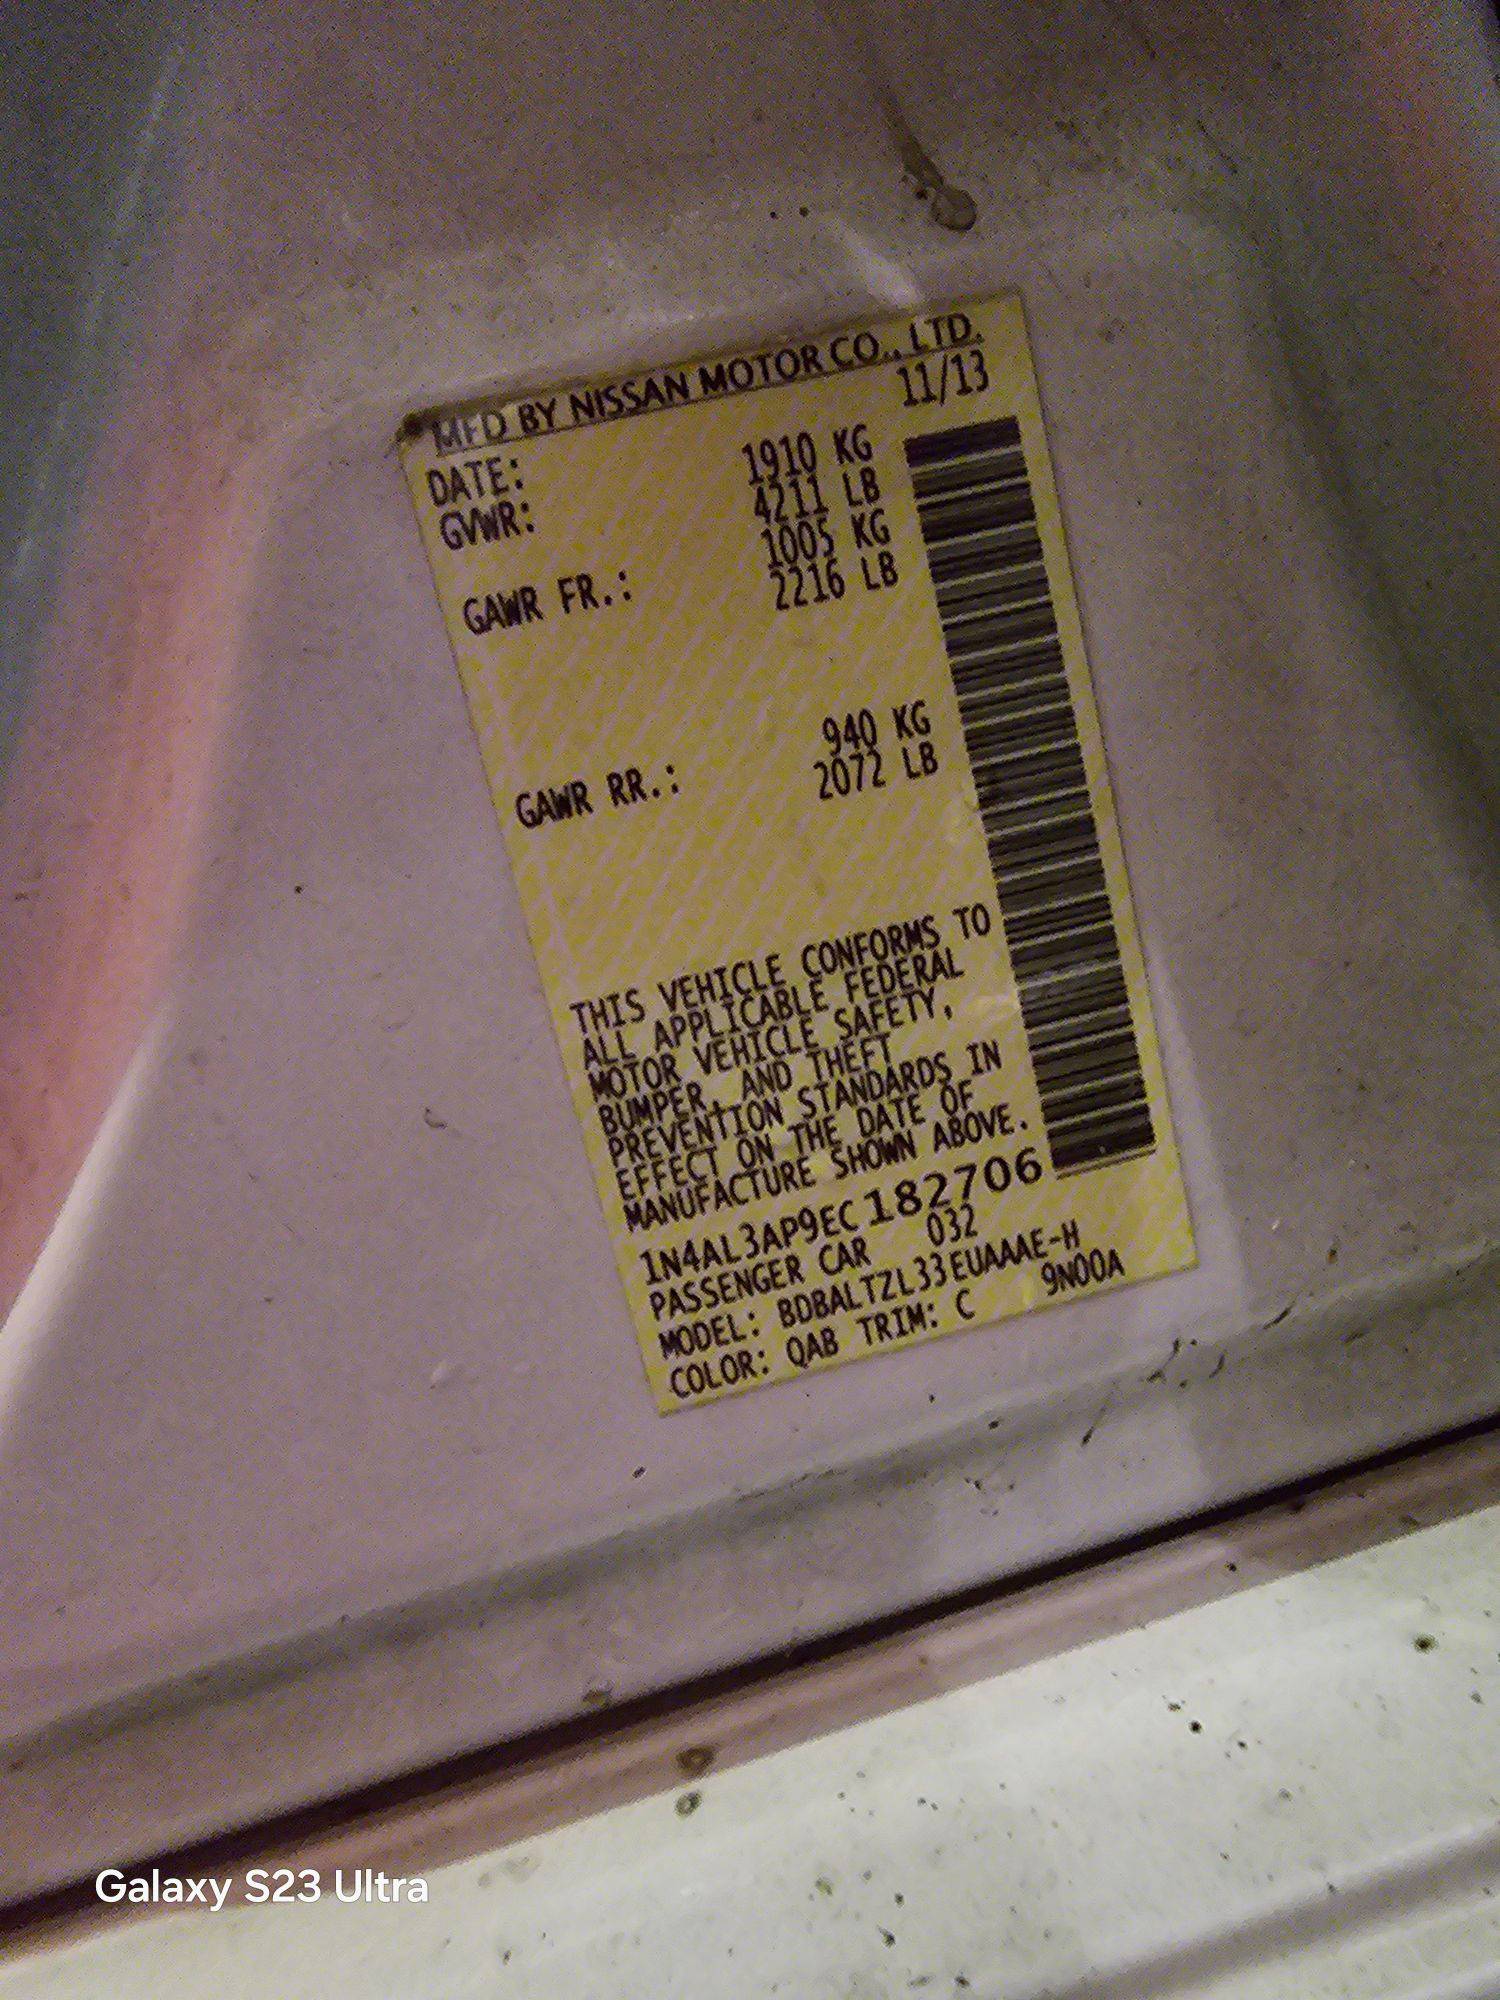 MFD BY NISSAN MOTOR CO., LTD.
DATE: 11/13
GVWR: 1910 KG
4211 LB
GAWR FR.: 1005 KG
2216 LB
GAWR RR.: 940 KG
2072 LB
THIS VEHICLE CONFORMS TO
ALL APPLICABLE FEDERAL
MOTOR VEHICLE SAFETY,
BUMPER, AND THEFT
PREVENTION STANDARDS IN
EFFECT ON THE DATE OF
MANUFACTURE SHOWN ABOVE.
1N4AL3AP9EC182706
PASSENGER CAR 032
MODEL: BDBALTZL33EUAAAE-H
COLOR: QAB TRIM: C 9N00A
Galaxy S23 Ultra